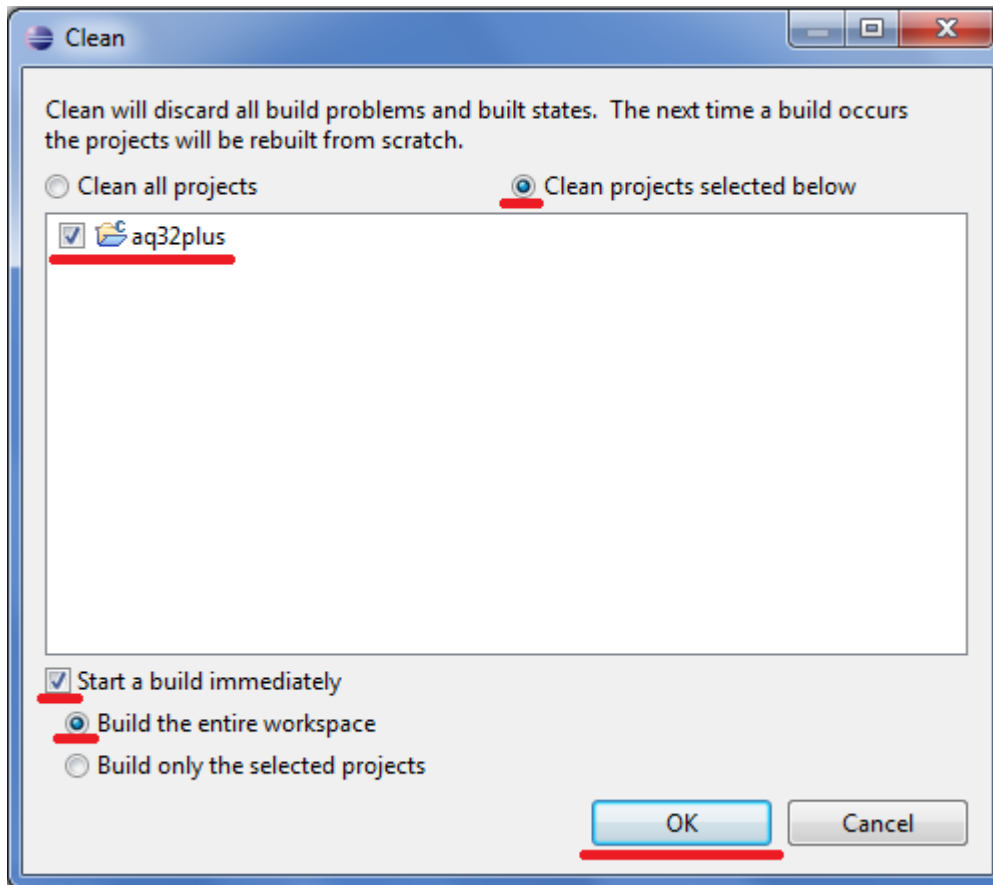 Clean
Clean will discard all build problems and built states. The next time a build occurs
the projects will be rebuilt from scratch.
Clean all projects
Clean projects selected below
aq32plus
Start a build immediately
Build the entire workspace
Build only the selected projects
OK
Cancel